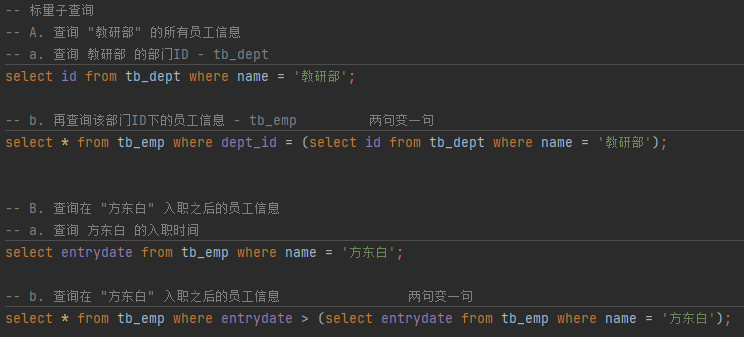 -- 标量子查询
-- A. 查询 "教研部" 的所有员工信息
-- a. 查询 教研部 的部门ID - tb_dept
select id from tb_dept where name = '教研部';
-- b. 再查询该部门ID下的员工信息 - tb_emp 两句变一句
select * from tb_emp where dept_id = (select id from tb_dept where name = '教研部');
-- B. 查询在 "方东白" 入职之后的员工信息
-- a. 查询 方东白 的入职时间
select entrydate from tb_emp where name = '方东白';
-- b. 查询在 "方东白" 入职之后的员工信息 两句变一句
select * from tb_emp where entrydate > (select entrydate from tb_emp where name = '方东白');